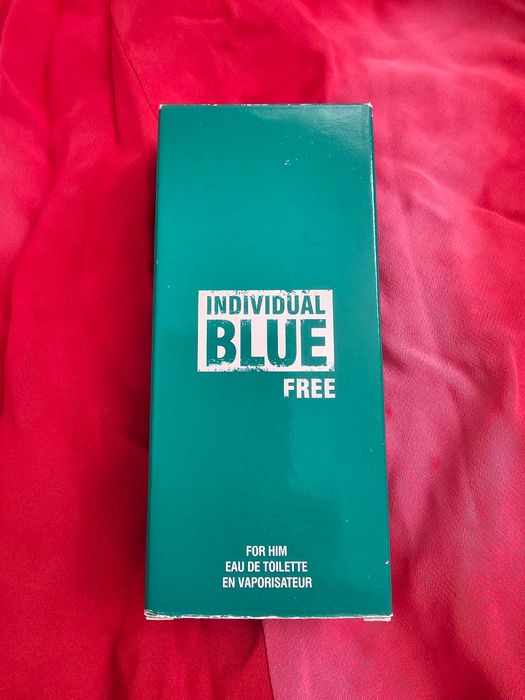 INDIVIDUAL
BLUE
FREE
FOR HIM
EAU DE TOILETTE
EN VAPORISATEUR